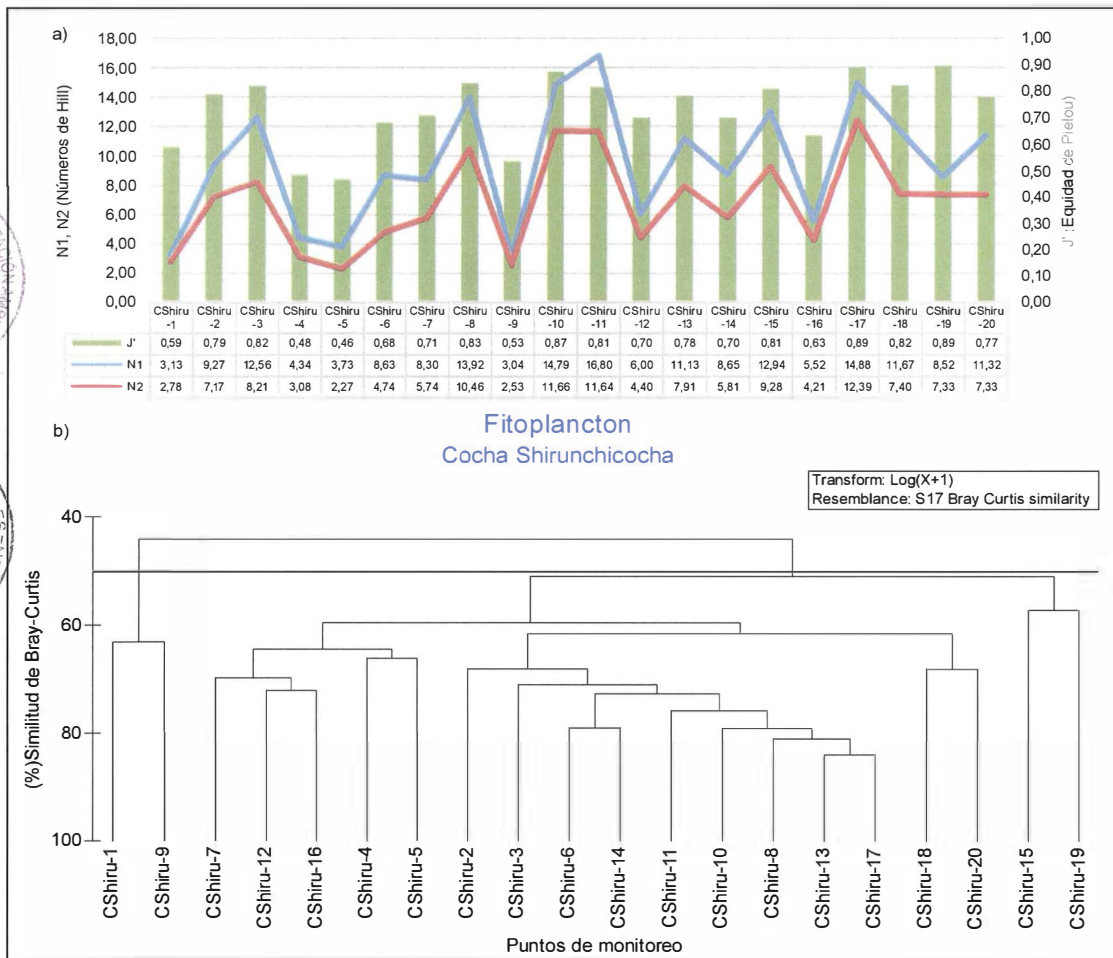 a)
18,00
16,00
14,00
12,00
10,00
8,00
6,00
4,00
2,00
0,00
N1, N2 (Números de Hill)
1,00
0,90
0,80
0,70
0,60
0,50
0,40
0,30
0,20
0,10
0,00
J' : Equidad de Pielou)
CShiru -1 CShiru -2 CShiru -3 CShiru -4 CShiru -5 CShiru -6 CShiru -7 CShiru -8 CShiru -9 CShiru -10 CShiru -11 CShiru -12 CShiru -13 CShiru -14 CShiru -15 CShiru -16 CShiru -17 CShiru -18 CShiru -19 CShiru -20
J' 0,59 0,79 0,82 0,48 0,46 0,68 0,71 0,83 0,53 0,87 0,81 0,70 0,78 0,70 0,81 0,63 0,89 0,82 0,89 0,77
N1 3,13 9,27 12,56 4,34 3,73 8,63 8,30 13,92 3,04 14,79 16,80 6,00 11,13 8,65 12,94 5,52 14,88 11,67 8,52 11,32
N2 2,78 7,17 8,21 3,08 2,27 4,74 5,74 10,46 2,53 11,66 11,64 4,40 7,91 5,81 9,28 4,21 12,39 7,40 7,33 7,33
b)
Fitoplancton
Cocha Shirunchicocha
Transform: Log(X+1)
Resemblance: S17 Bray Curtis similarity
40
60
80
100
(%)Similitud de Bray-Curtis
CShiru-1
CShiru-9
CShiru-7
CShiru-12
CShiru-16
CShiru-4
CShiru-5
CShiru-2
CShiru-3
CShiru-6
CShiru-14
CShiru-11
CShiru-10
CShiru-8
CShiru-13
CShiru-17
CShiru-18
CShiru-20
CShiru-15
CShiru-19
Puntos de monitoreo